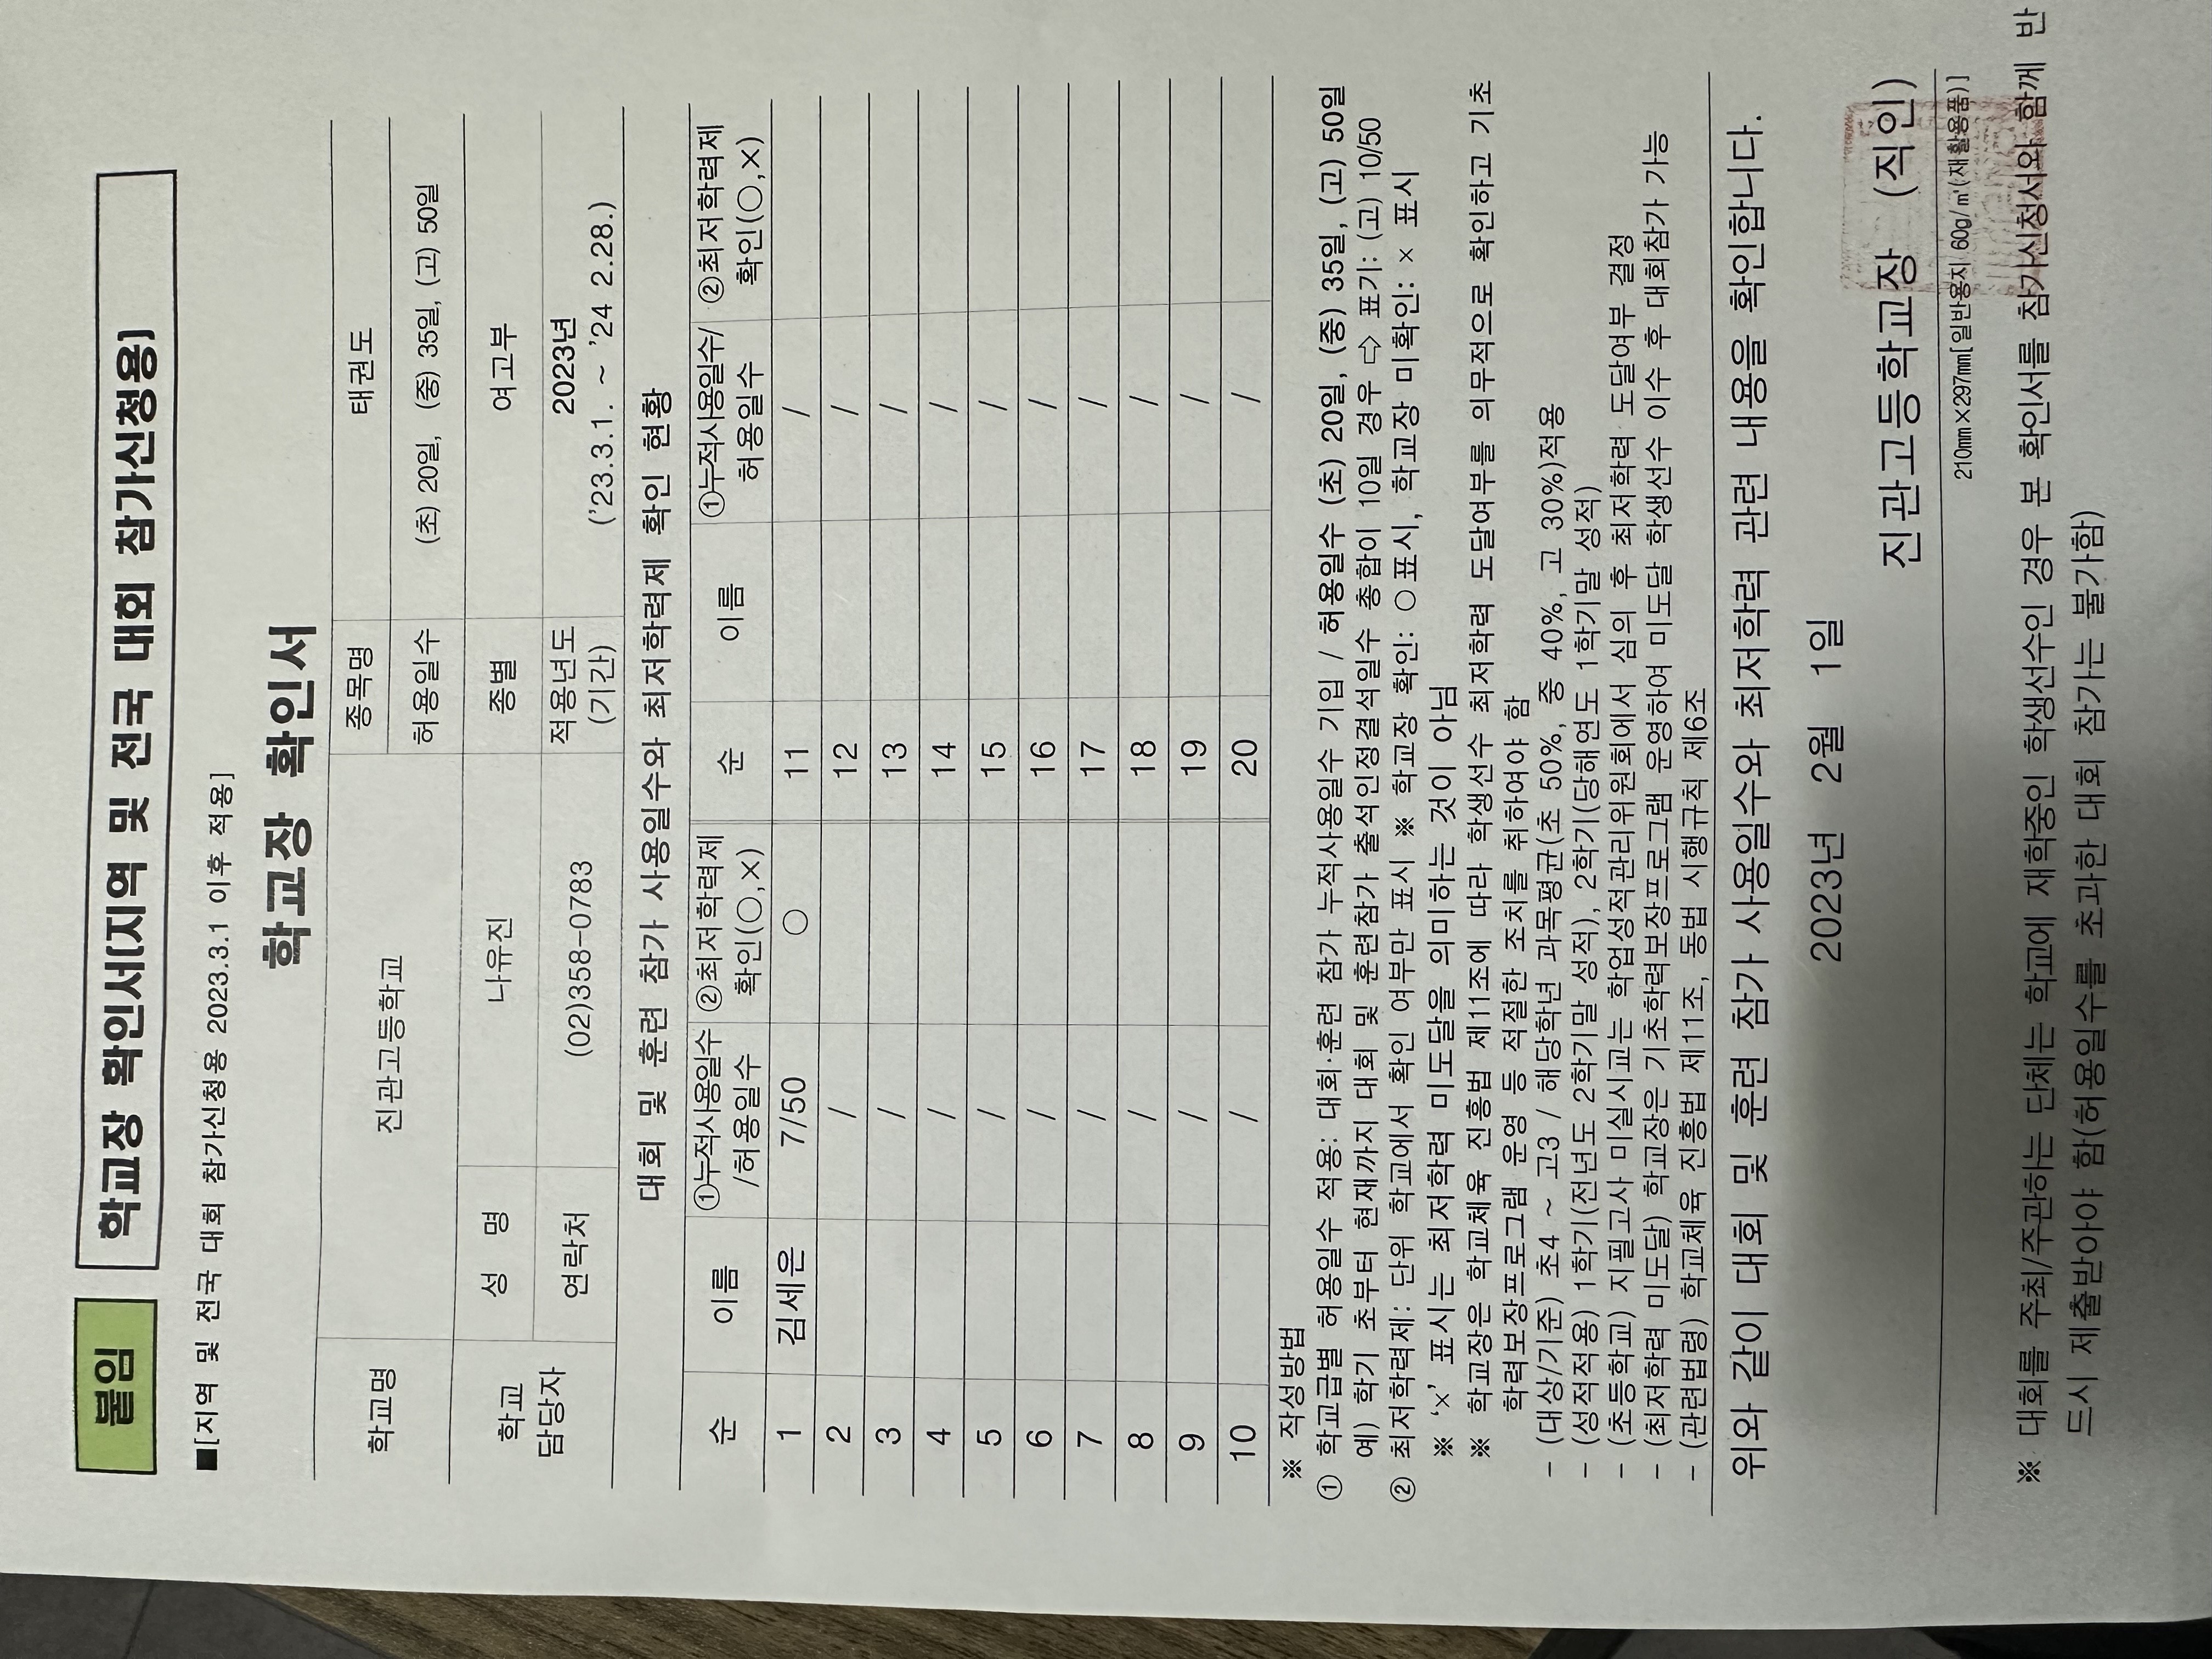 붙임
학교장 확인서(지역 및 전국 대회 참가신청용)
■[지역 및 전국 대회 참가신청용 2023.3.1 이후 적용]
학교장 확인서
학교명 진관고등학교 종목명 태권도
허용일수 (초) 20일, (중) 35일, (고) 50일
학교 담당자 성 명 나유진 종별 여고부
연락처 (02)358-0783 적용년도 (기간) 2023년
('23.3.1. ~ '24 2.28.)
대회 및 훈련 참가 사용일수와 최저학력제 확인 현황
순 이름 ①누적사용일수 /허용일수 ②최저학력제 확인(○,×) 순 이름 ①누적사용일수/ 허용일수 ②최저학력제 확인(○,×)
1 김세은 7/50 ○ 11 /
2 / 12 /
3 / 13 /
4 / 14 /
5 / 15 /
6 / 16 /
7 / 17 /
8 / 18 /
9 / 19 /
10 / 20 /
※ 작성방법
① 학교급별 허용일수 적용: 대회·훈련 참가 누적사용일수 기입 / 허용일수 (초) 20일, (중) 35일, (고) 50일
예) 학기 초부터 현재까지 대회 및 훈련참가 출석인정결석일수 총합이 10일 경우 ⇨ 표기: (고) 10/50
② 최저학력제: 단위 학교에서 확인 여부만 표시 ※ 학교장 확인: ○ 표시, 학교장 미확인: × 표시
※ '×' 표시는 최저학력 미도달을 의미하는 것이 아님
※ 학교장은 학교체육 진흥법 제11조에 따라 학생선수 최저학력 도달여부를 의무적으로 확인하고 기초
학력보장프로그램 운영 등 적절한 조치를 취하여야 함
- (대상/기준) 초4 ~ 고3 / 해당학년 과목평균(초 50%, 중 40%, 고 30%)적용
- (성적적용) 1학기(전년도 2학기말 성적), 2학기(당해연도 1학기말 성적)
- (초등학교) 지필고사 미실시교는 학업성적관리위원회에서 심의 후 최저학력 도달여부 결정
- (최저학력 미도달) 학교장은 기초학력보장프로그램 운영하여 미도달 학생선수 이수 후 대회참가 가능
- (관련법령) 학교체육 진흥법 제11조, 동법 시행규칙 제6조
위와 같이 대회 및 훈련 참가 사용일수와 최저학력 관련 내용을 확인합니다.
2023년 2월 1일
진관고등학교장 (직인)
210㎜×297㎜[일반용지 60g/㎡(재활용품)]
※ 대회를 주최/주관하는 단체는 학교에 재학중인 학생선수인 경우 본 확인서를 참가신청서와 함께 반
드시 제출받아야 함(허용일수를 초과한 대회 참가는 불가함)